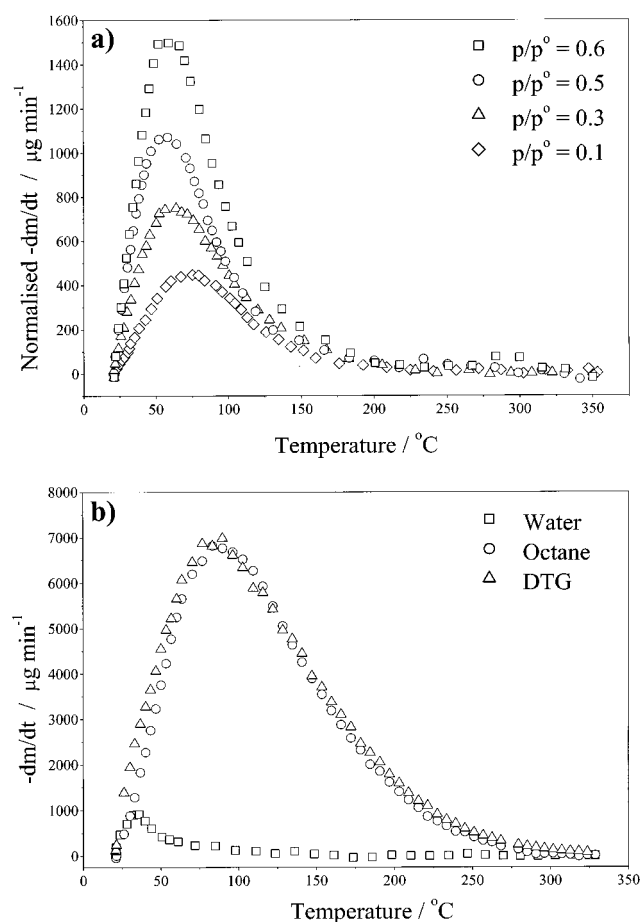 a)
p/p° = 0.6
p/p° = 0.5
p/p° = 0.3
p/p° = 0.1
Normalised -dm/dt / µg min⁻¹
1600
1400
1200
1000
800
600
400
200
0
0 50 100 150 200 250 300 350
Temperature / °C
b)
Water
Octane
DTG
-dm/dt / µg min⁻¹
8000
7000
6000
5000
4000
3000
2000
1000
0
0 50 100 150 200 250 300 350
Temperature / °C